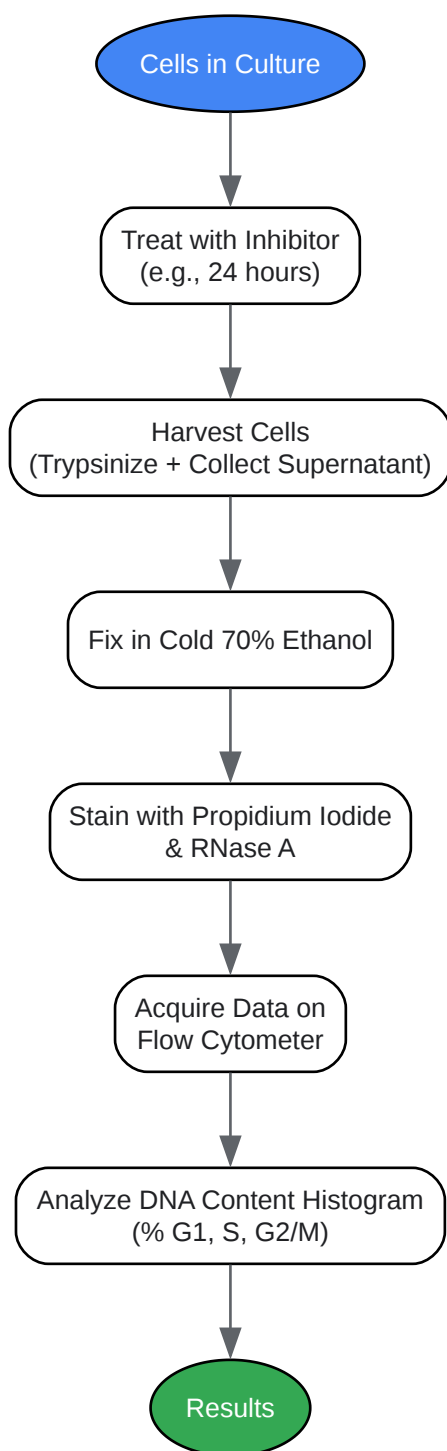 Cells in Culture
Treat with Inhibitor
(e.g., 24 hours)
Harvest Cells
(Trypsinize + Collect Supernatant)
Fix in Cold 70% Ethanol
Stain with Propidium Iodide
& RNase A
Acquire Data on
Flow Cytometer
Analyze DNA Content Histogram
(% G1, S, G2/M)
Results